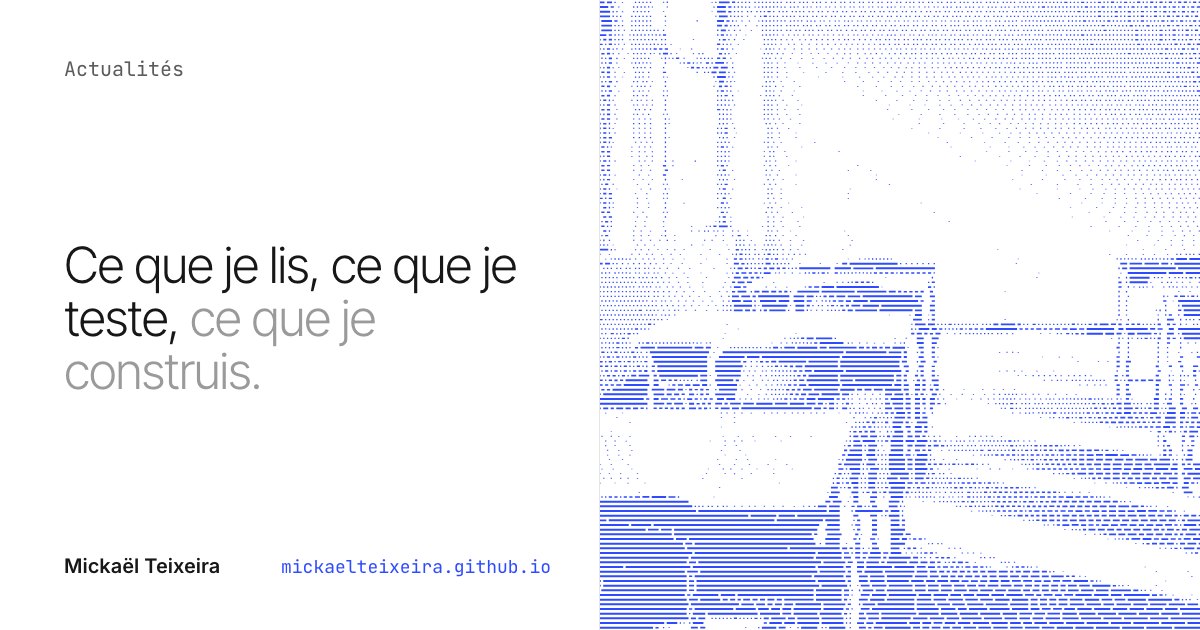 Actualités
Ce que je lis, ce que je
teste, ce que je
construis.
Mickaël Teixeira
mickaelteixeira.github.io